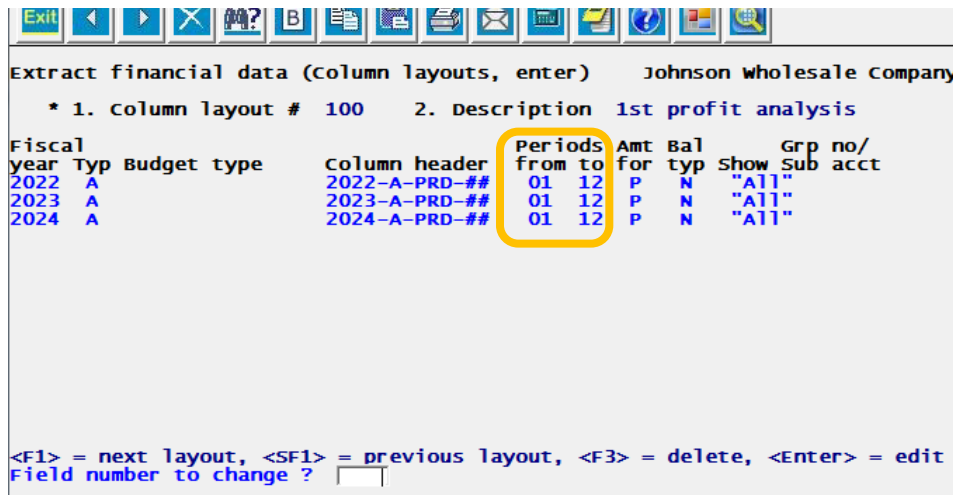 Exit ? B ?
Extract financial data (Column layouts, enter) Johnson Wholesale Company
* 1. Column layout # 100 2. Description 1st profit analysis
Fiscal Periods Amt Bal Grp no/
year Typ Budget type Column header from to for typ Show Sub acct
2022 A 2022-A-PRD-## 01 12 P N "All"
2023 A 2023-A-PRD-## 01 12 P N "All"
2024 A 2024-A-PRD-## 01 12 P N "All"
<F1> = next layout, <SF1> = previous layout, <F3> = delete, <Enter> = edit
Field number to change ?